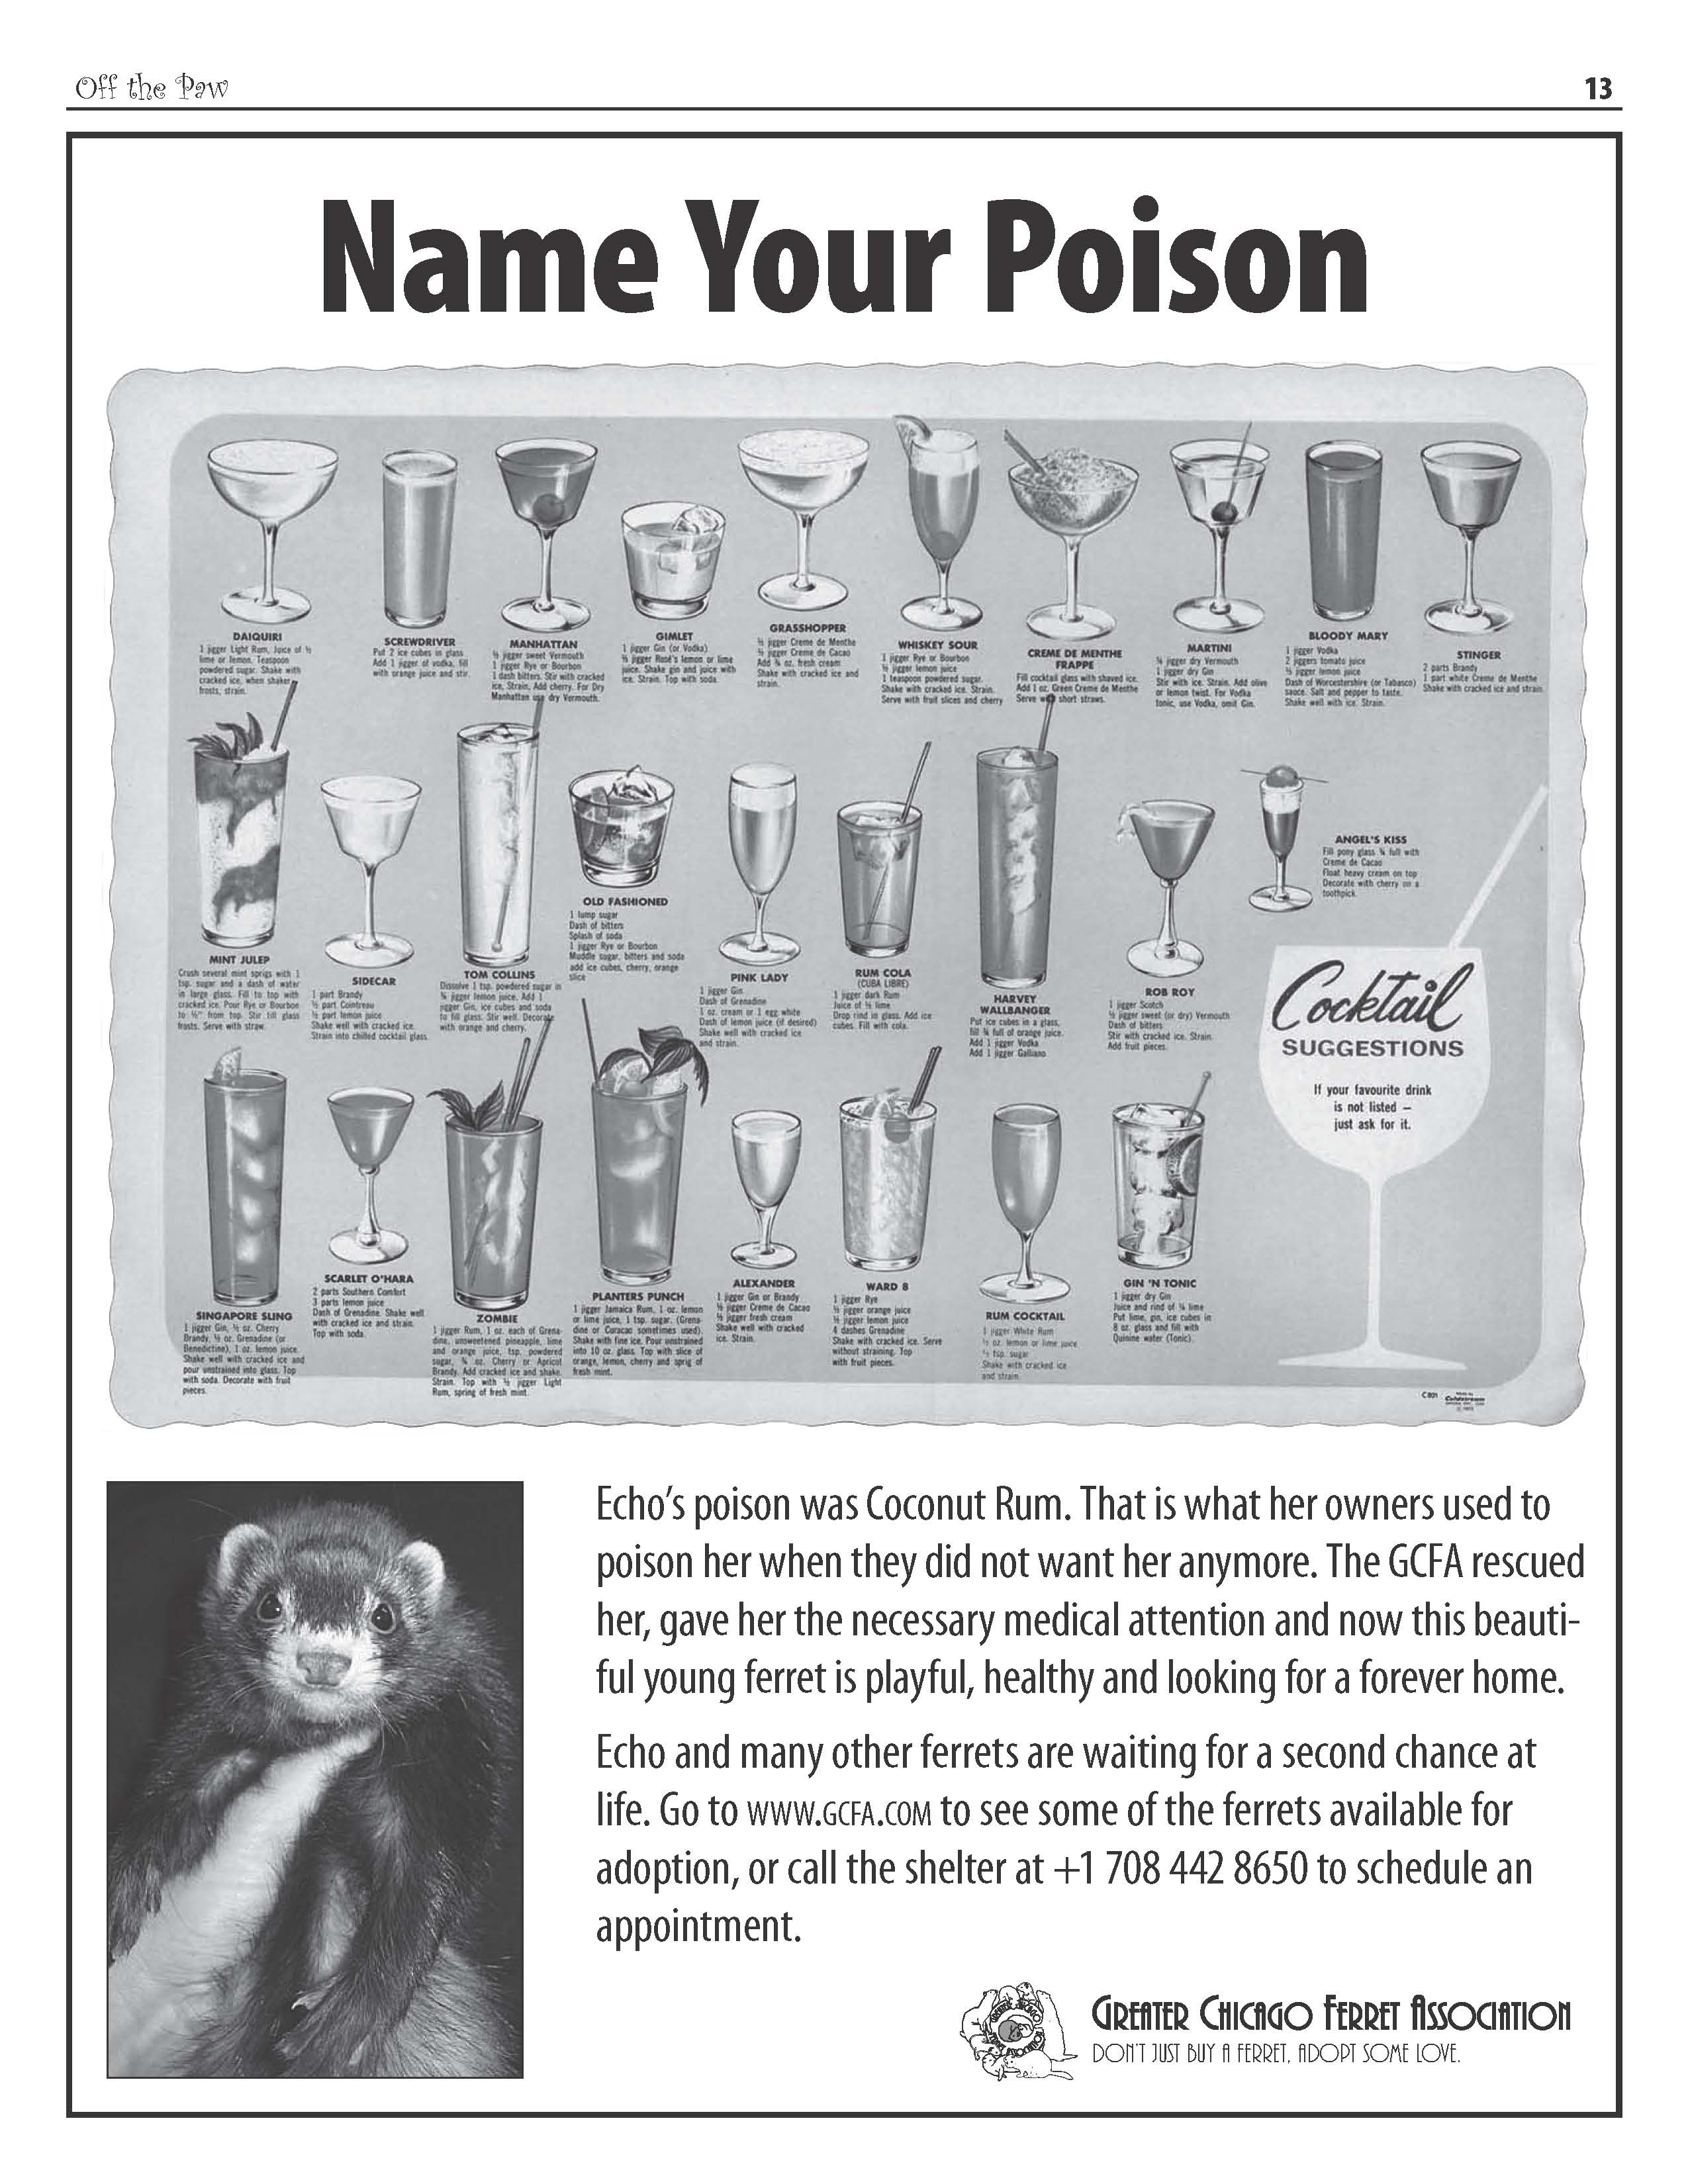 Off the Paw
13
Name Your Poison
DAIQUIRI
1 jigger Light Rum, Juice of ½
lime or lemon. Teaspoon
powdered sugar. Shake with
cracked ice, when shaker
frosts, strain.
SCREWDRIVER
Put 2 ice cubes in glass
Add 1 jigger of vodka, fill
with orange juice and stir.
MANHATTAN
½ jigger sweet Vermouth
1 jigger Rye or Bourbon
1 dash bitters. Stir with cracked
ice, Strain, Add cherry. For Dry
Manhattan use dry Vermouth.
GIMLET
1 jigger Gin (or Vodka)
jigger Rose's lemon or lime
juice. Shake gin and juice with
ice. Strain. Top with soda.
GRASSHOPPER
jigger Creme de Menthe
jigger Creme de Cacao
Add ¾ oz. fresh cream
Shake with cracked ice and
strain.
WHISKEY SOUR
1 jigger Rye or Bourbon
½ jigger lemon juice
1 teaspoon powdered sugar.
Shake with cracked ice. Strain.
Serve with fruit slices and cherry
CREME DE MENTHE
FRAPPE
Fill cocktail glass with shaved ice.
Add 1 oz. Green Creme de Menthe
Serve with short straws.
MARTINI
jigger dry Vermouth
1 jigger dry Gin
Stir with ice. Strain. Add olive
or lemon twist. For Vodka
tonic, use Vodka, omit Gin.
BLOODY MARY
1 jigger Vodka
2 jiggers tomato juice
jigger lemon juice
Dash of Worcestershire (or Tabasco)
sauce. Salt and pepper to taste.
Shake well with ice. Strain.
STINGER
2 parts Brandy
1 part white Creme de Menthe
Shake with cracked ice and strain.
MINT JULEP
Crush several mint sprigs with 1
tsp. sugar and a dash of water
in large glass. Fill to top with
cracked ice. Pour Rye or Bourbon
to ½" from top. Stir till glass
frosts. Serve with straw.
SIDECAR
1 part Brandy
½ part Cointreau
½ part lemon juice
Shake well with cracked ice.
Strain into chilled cocktail glass.
TOM COLLINS
Dissolve 1 tsp. powdered sugar in
¾ jigger lemon juice. Add 1
jigger Gin, ice cubes and soda
to fill glass. Stir well. Decorate
with orange and cherry.
OLD FASHIONED
1 lump sugar
Dash of bitters
Splash of soda
1 jigger Rye or Bourbon
Muddle sugar, bitters and soda
add ice cubes, cherry, orange
slice
PINK LADY
1 jigger Gin
Dash of Grenadine
1 oz. cream or 1 egg white
Dash of lemon juice (if desired)
Shake well with cracked ice
and strain.
RUM COLA
(CUBA LIBRE)
1 jigger dark Rum
Juice of ½ lime
Drop rind in glass. Add ice
cubes. Fill with cola.
HARVEY
WALLBANGER
Put ice cubes in a glass,
fill ¾ full of orange juice.
Add 1 jigger Vodka
Add 1 jigger Galliano
ROB ROY
1 jigger Scotch
½ jigger sweet (or dry) Vermouth
Dash of bitters
Stir with cracked ice. Strain.
Add fruit pieces.
ANGEL'S KISS
Fill pony glass ¾ full with
Creme de Cacao
Float heavy cream on top
Decorate with cherry on a
toothpick.
Cocktail
SUGGESTIONS
If your favourite drink
is not listed –
just ask for it.
SINGAPORE SLING
1 jigger Gin, ½ oz. Cherry
Brandy, ½ oz. Grenadine (or
Benedictine), 1 oz. lemon juice.
Shake well with cracked ice and
pour unstrained into glass. Top
with soda. Decorate with fruit
pieces.
SCARLET O'HARA
2 parts Southern Comfort
3 parts lemon juice
Dash of Grenadine. Shake well
with cracked ice and strain.
Top with soda.
ZOMBIE
1 jigger Rum, 1 oz. each of Grena-
dine, unsweetened pineapple, lime
and orange juice, tsp. powdered
sugar, ¾ oz. Cherry or Apricot
Brandy. Add cracked ice and shake.
Strain. Top with ½ jigger Light
Rum, spring of fresh mint.
PLANTERS PUNCH
1 jigger Jamaica Rum, 1 oz. lemon
or lime juice, 1 tsp. sugar. (Grena-
dine or Curacao sometimes used).
Shake with fine ice. Pour unstrained
into 10 oz. glass. Top with slice of
orange, lemon, cherry and sprig of
fresh mint.
ALEXANDER
1 jigger Gin or Brandy
½ jigger Creme de Cacao
½ jigger fresh cream
Shake well with cracked
ice. Strain.
WARD 8
1 jigger Rye
½ jigger orange juice
½ jigger lemon juice
4 dashes Grenadine
Shake with cracked ice. Serve
without straining. Top
with fruit pieces.
RUM COCKTAIL
1 jigger White Rum
½ oz. lemon or lime juice
½ tsp. sugar
Shake with cracked ice
and strain.
GIN 'N TONIC
1 jigger dry Gin
Juice and rind of ¼ lime
Put lime, gin, ice cubes in
8 oz. glass and fill with
Quinine water (Tonic).
C801
Echo's poison was Coconut Rum. That is what her owners used to
poison her when they did not want her anymore. The GCFA rescued
her, gave her the necessary medical attention and now this beauti-
ful young ferret is playful, healthy and looking for a forever home.
Echo and many other ferrets are waiting for a second chance at
life. Go to WWW.GCFA.COM to see some of the ferrets available for
adoption, or call the shelter at +1 708 442 8650 to schedule an
appointment.
GREATER CHICAGO FERRET ASSOCIATION
DON'T JUST BUY A FERRET, ADOPT SOME LOVE.